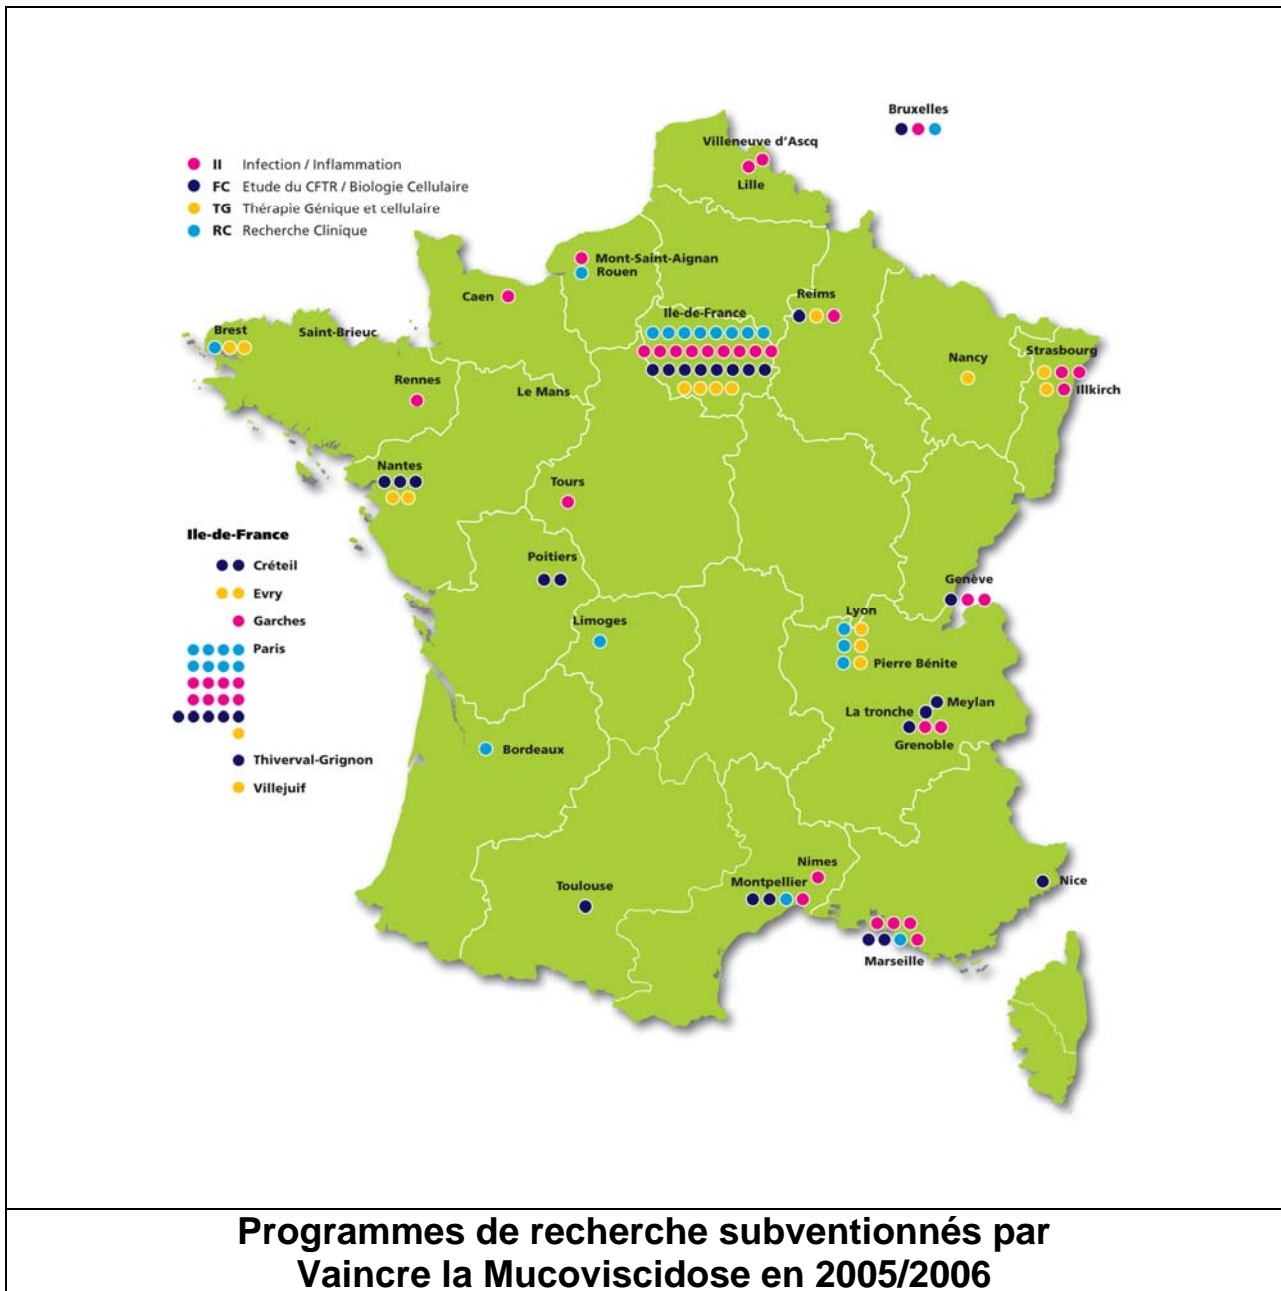 Bruxelles
Villeneuve d'Ascq
Lille
II Infection / Inflammation
FC Etude du CFTR / Biologie Cellulaire
TG Thérapie Génique et cellulaire
RC Recherche Clinique
Mont-Saint-Aignan
Rouen
Caen
Reims
Ile-de-France
Brest
Saint-Brieuc
Strasbourg
Nancy
Illkirch
Rennes
Le Mans
Nantes
Tours
Ile-de-France
Créteil
Evry
Garches
Paris
Thiverval-Grignon
Villejuif
Poitiers
Genève
Limoges
Lyon
Pierre Bénite
Meylan
La tronche
Grenoble
Bordeaux
Nimes
Montpellier
Toulouse
Nice
Marseille
Programmes de recherche subventionnés par
Vaincre la Mucoviscidose en 2005/2006